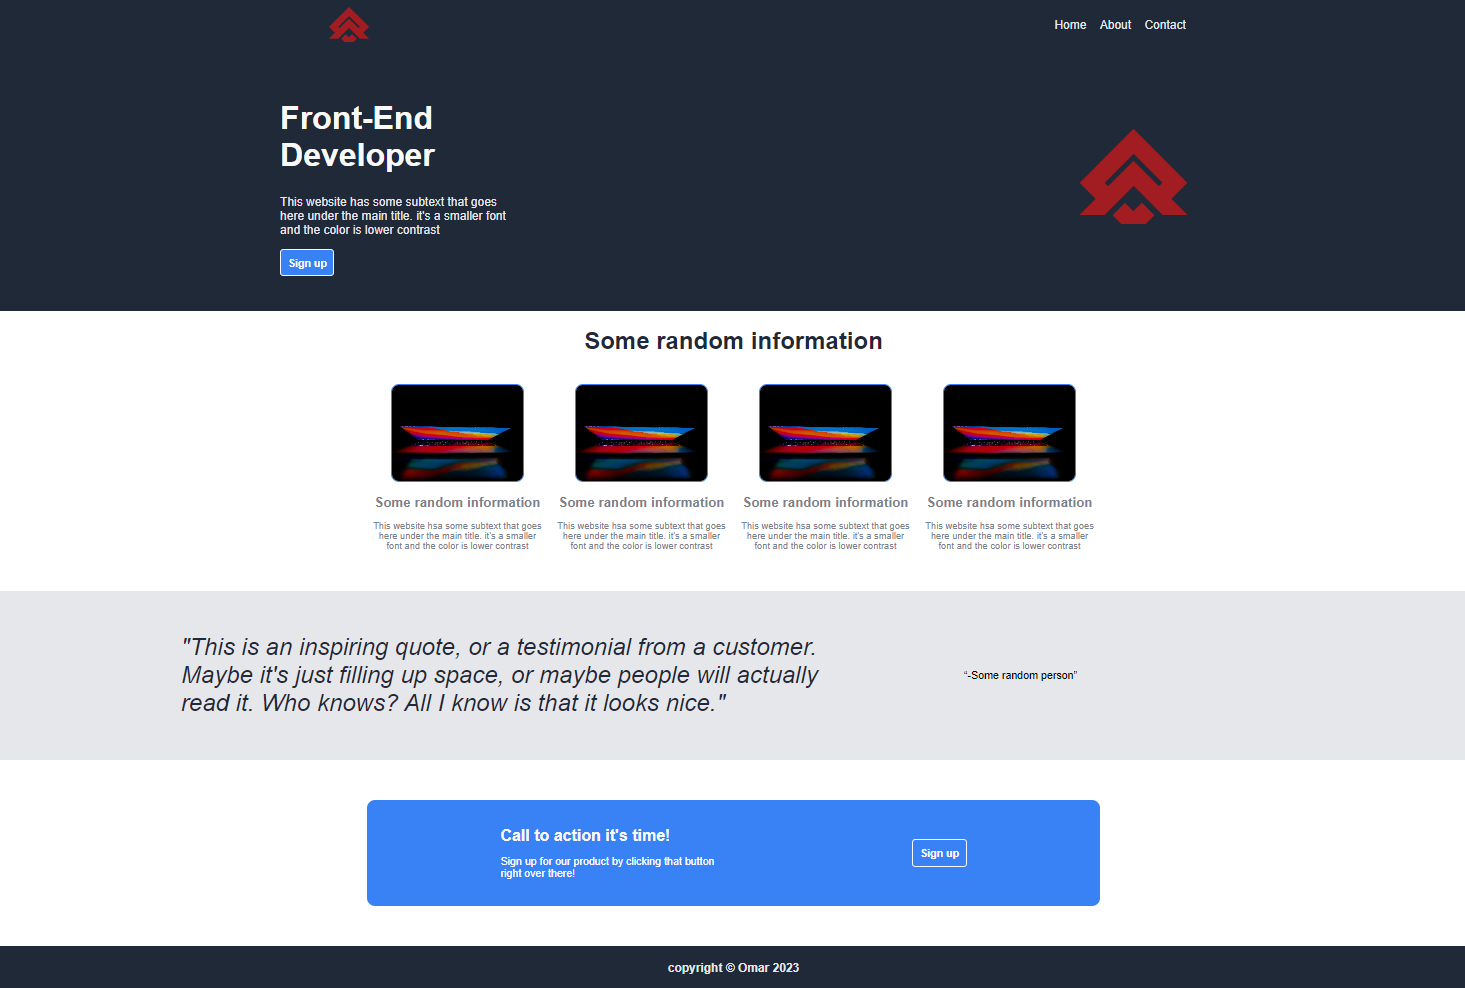 Home About Contact
Front-End
Developer
This website has some subtext that goes
here under the main title. it's a smaller font
and the color is lower contrast
Sign up
Some random information
Some random information
This website hsa some subtext that goes
here under the main title. it's a smaller
font and the color is lower contrast
Some random information
This website hsa some subtext that goes
here under the main title. it's a smaller
font and the color is lower contrast
Some random information
This website hsa some subtext that goes
here under the main title. it's a smaller
font and the color is lower contrast
Some random information
This website hsa some subtext that goes
here under the main title. it's a smaller
font and the color is lower contrast
"This is an inspiring quote, or a testimonial from a customer.
Maybe it's just filling up space, or maybe people will actually
read it. Who knows? All I know is that it looks nice."
“-Some random person”
Call to action it's time!
Sign up for our product by clicking that button
right over there!
Sign up
copyright © Omar 2023